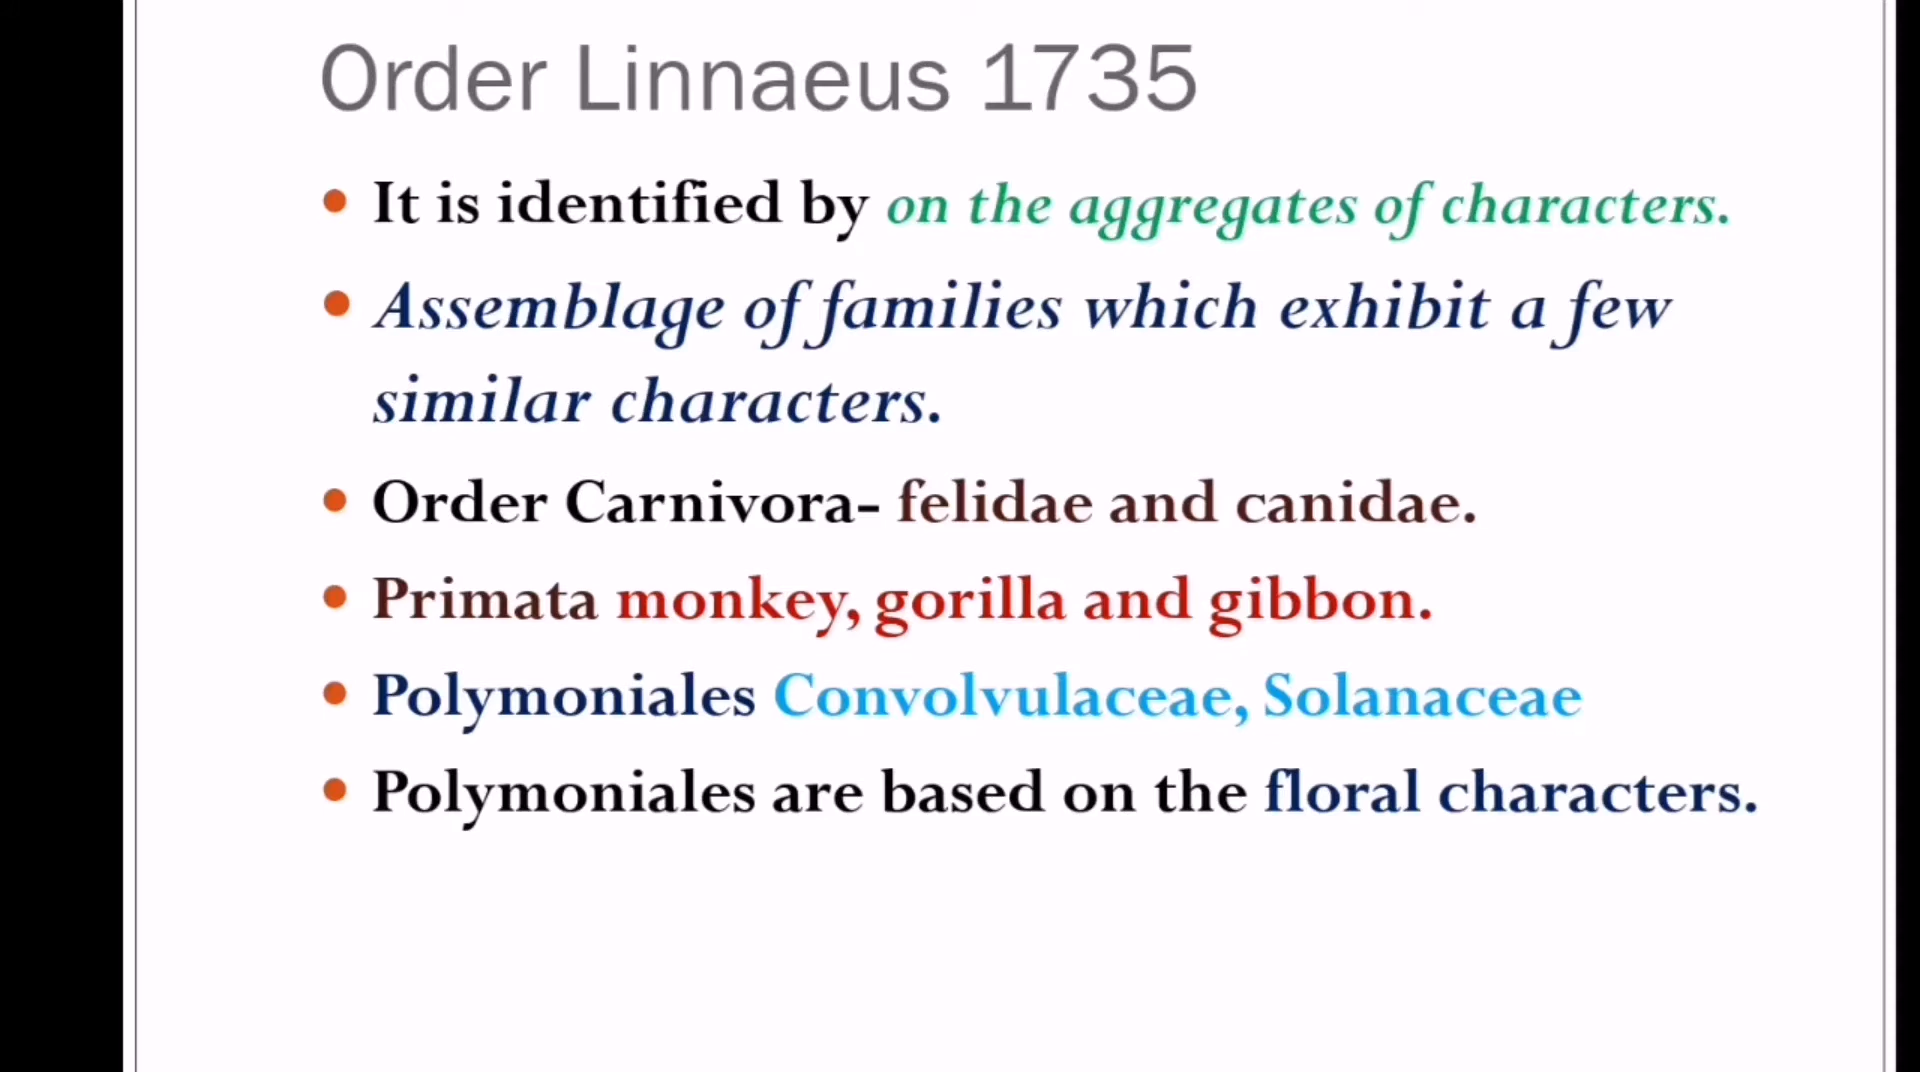 Order Linnaeus 1735
• It is identified by on the aggregates of characters.
• Assemblage of families which exhibit a few
similar characters.
• Order Carnivora- felidae and canidae.
• Primata monkey, gorilla and gibbon.
• Polymoniales Convolvulaceae, Solanaceae
• Polymoniales are based on the floral characters.